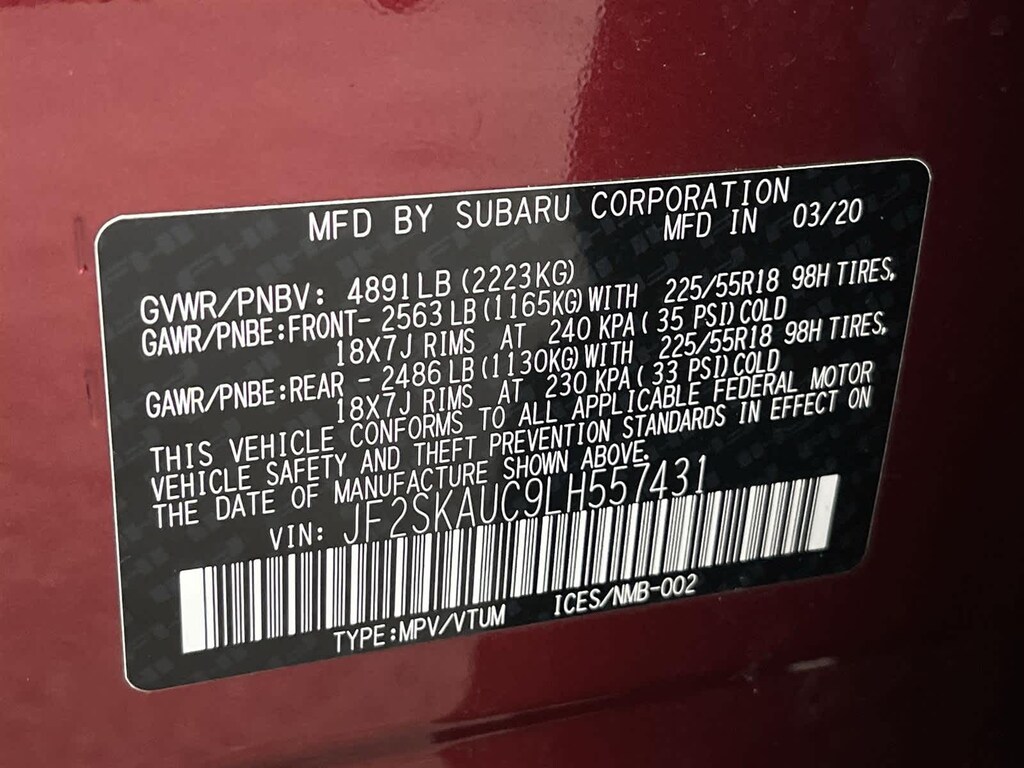 MFD BY SUBARU CORPORATION
MFD IN 03/20
GVWR/PNBV: 4891LB (2223KG)
GAWR/PNBE:FRONT- 2563 LB (1165KG) WITH 225/55R18 98H TIRES,
18X7J RIMS AT 240 KPA( 35 PSI) COLD
GAWR/PNBE:REAR - 2486 LB (1130KG) WITH 225/55R18 98H TIRES,
18X7J RIMS AT 230 KPA( 33 PSI) COLD
THIS VEHICLE CONFORMS TO ALL APPLICABLE FEDERAL MOTOR
VEHICLE SAFETY AND THEFT PREVENTION STANDARDS IN EFFECT ON
THE DATE OF MANUFACTURE SHOWN ABOVE.
VIN: JF2SKAUC9LH557431
TYPE:MPV/VTUM ICES/NMB-002